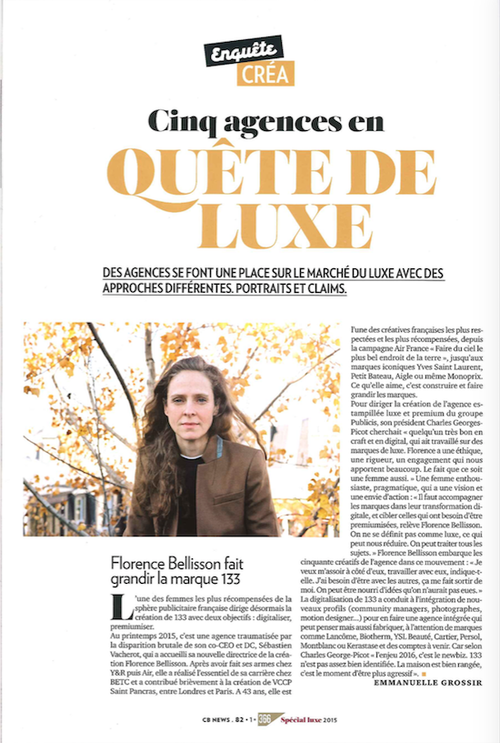 Enquête
CRÉA
Cinq agences en
QUÊTE DE
LUXE
DES AGENCES SE FONT UNE PLACE SUR LE MARCHÉ DU LUXE AVEC DES
APPROCHES DIFFÉRENTES. PORTRAITS ET CLAIMS.
Florence Bellisson fait
grandir la marque 133
L'une des femmes les plus récompensées de la
sphère publicitaire française dirige désormais la
création de 133 avec deux objectifs : digitaliser,
premiumiser.
Au printemps 2015, c'est une agence traumatisée par
la disparition brutale de son co-CEO et DC, Sébastien
Vacherot, qui a accueilli sa nouvelle directrice de la créa-
tion Florence Bellisson. Après avoir fait ses armes chez
Y&R puis Air, elle a réalisé l'essentiel de sa carrière chez
BETC et a contribué brièvement à la création de VCCP
Saint Pancras, entre Londres et Paris. A 43 ans, elle est
l'une des créatives françaises les plus res-
pectées et les plus récompensées, depuis
la campagne Air France « Faire du ciel le
plus bel endroit de la terre », jusqu'aux
marques iconiques Yves Saint Laurent,
Petit Bateau, Aigle ou même Monoprix.
Ce qu'elle aime, c'est construire et faire
grandir les marques.
Pour diriger la création de l'agence es-
tampillée luxe et premium du groupe
Publicis, son président Charles Georges-
Picot cherchait « quelqu'un très bon en
craft et en digital, qui ait travaillé sur des
marques de luxe. Florence a une éthique,
une rigueur, un engagement qui nous
apportent beaucoup. Le fait que ce soit
une femme aussi. » Une femme enthou-
siaste, pragmatique, qui a une vision et
une envie d'action : « Il faut accompagner
les marques dans leur transformation di-
gitale, et cibler celles qui ont besoin d'être
premiumisées, relève Florence Bellisson.
On ne se définit pas comme luxe, ce qui
peut nous réduire. On peut traiter tous les
sujets. » Florence Bellisson embarque les
cinquante créatifs de l'agence dans ce mouvement : « Je
veux m'assoir à côté d'eux, travailler avec eux, indique-t-
elle. J'ai besoin d'être avec les autres, ça me fait sortir de
moi. On peut être nourri d'idées qu'on n'aurait pas eues. »
La digitalisation de 133 a conduit à l'intégration de nou-
veaux profils (community managers, photographes,
motion designer...) pour en faire une agence intégrée qui
peut penser mais aussi fabriquer, à l'attention de marques
comme Lancôme, Biotherm, YSL Beauté, Cartier, Persol,
Montblanc ou Kerastase et des comptes à venir. Car selon
Charles George-Picot « l'enjeu 2016, c'est le newbiz. 133
n'est pas assez bien identifiée. La maison est bien rangée,
c'est le moment d'être plus agressif ».
EMMANUELLE GROSSIR
CB NEWS . 82 • 1 • 366 Spécial luxe 2015